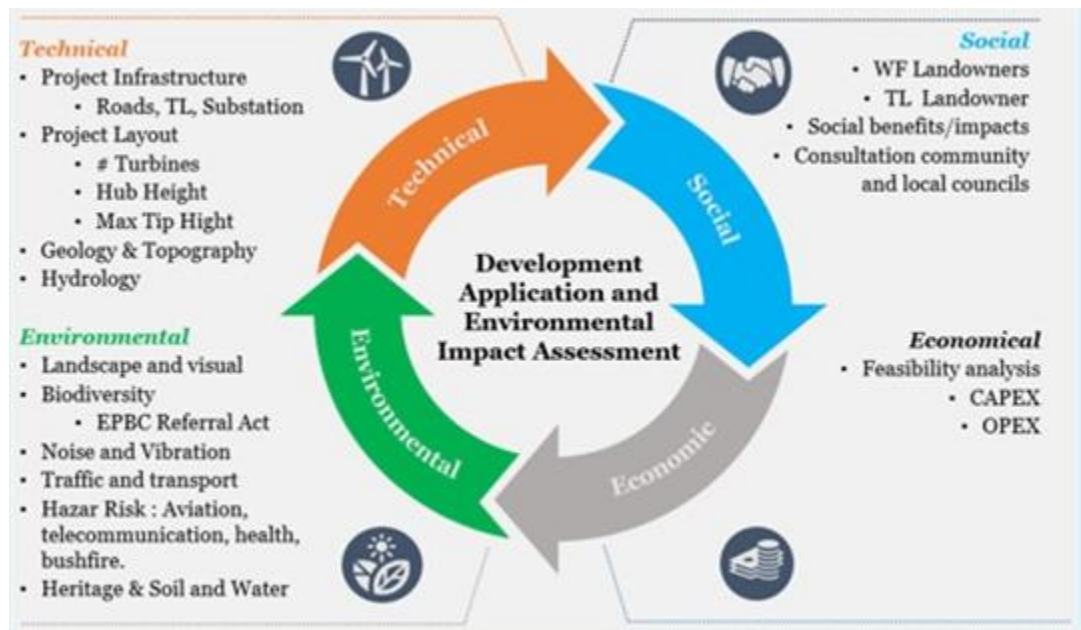 Technical
• Project Infrastructure
• Roads, TL, Substation
• Project Layout
• # Turbines
• Hub Height
• Max Tip Hight
• Geology & Topography
• Hydrology
Environmental
• Landscape and visual
• Biodiversity
• EPBC Referral Act
• Noise and Vibration
• Traffic and transport
• Hazar Risk : Aviation,
telecommunication, health,
bushfire.
• Heritage & Soil and Water
Technical
Social
Economic
Environmental
Development
Application and
Environmental
Impact Assessment
Social
• WF Landowners
• TL Landowner
• Social benefits/impacts
• Consultation community
and local councils
Economical
• Feasibility analysis
• CAPEX
• OPEX